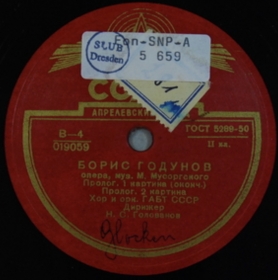 Fon-SNP-A
5 659
SLUB
Dresden
АПРЕЛЕВСКИЙ
В-4
019059
ГОСТ 5289-50
II кл.
БОРИС ГОДУНОВ
опера, муз. М. Мусоргского
Пролог. 1 картина (оконч.)
Пролог. 2 картина
Хор и орк. ГАБТ СССР
Дирижер
Н. С. Голованов